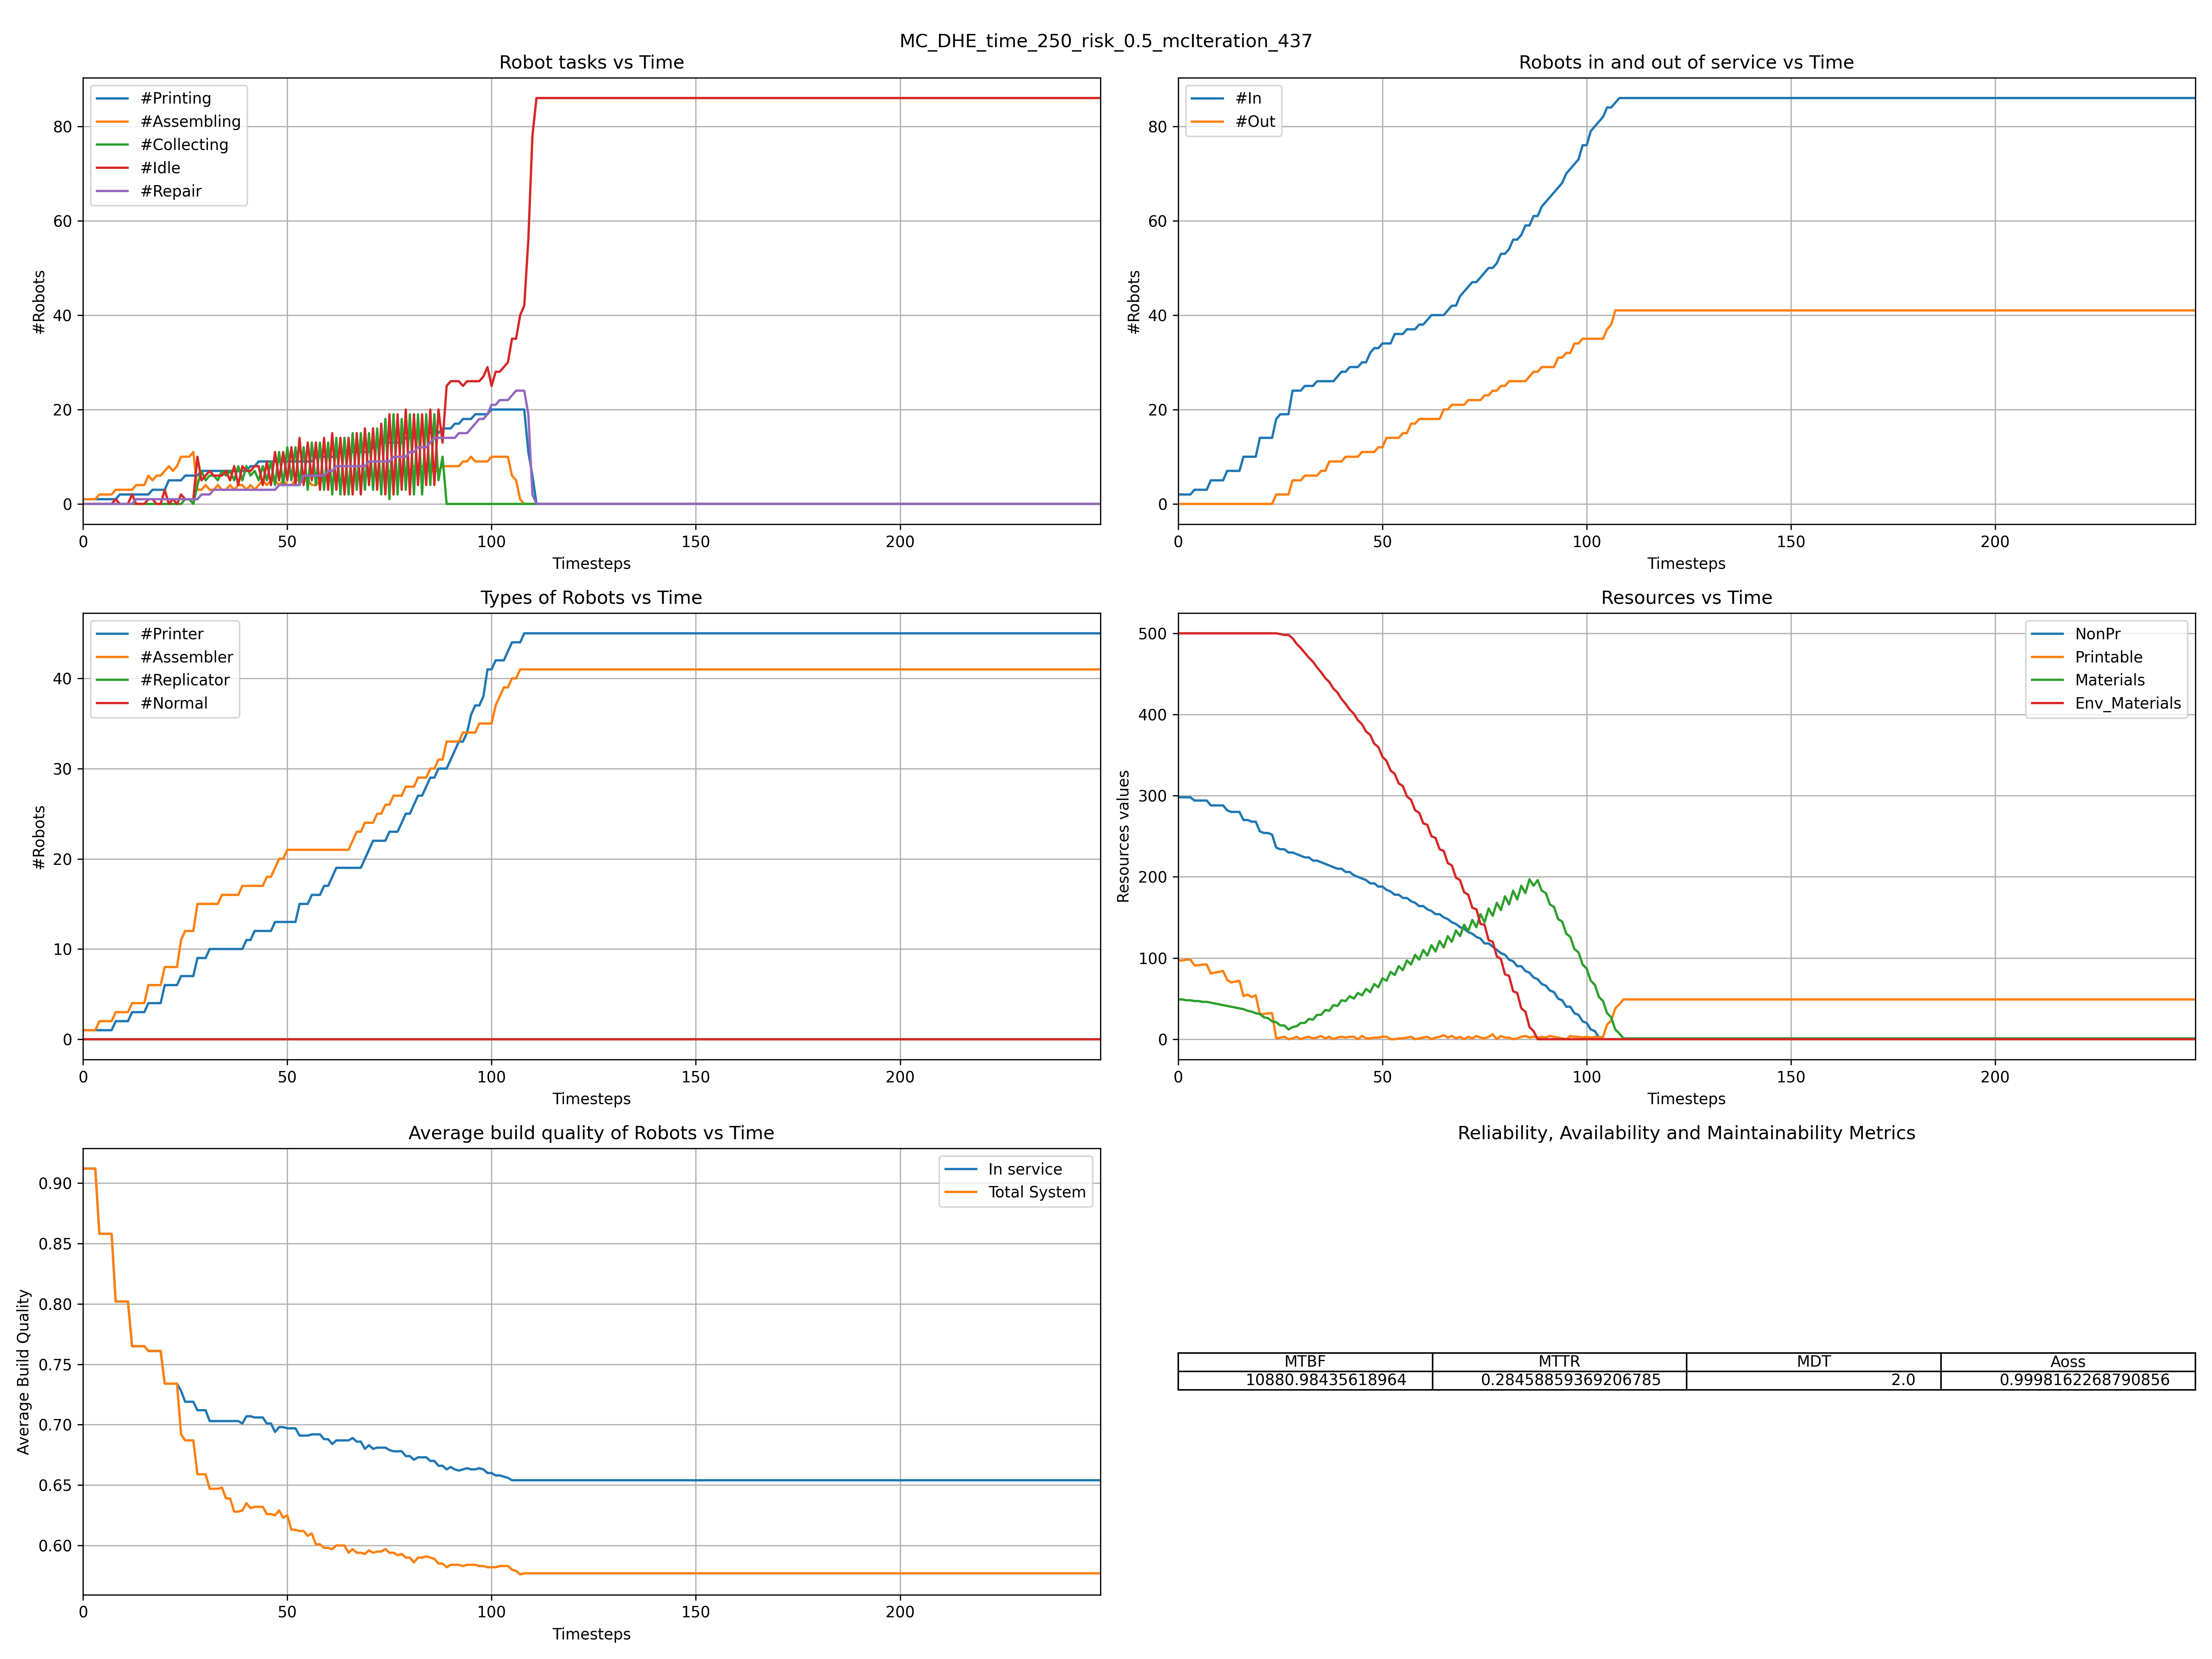 MC_DHE_time_250_risk_0.5_mcIteration_437
Robot tasks vs Time
#Printing
#Assembling
#Collecting
#Idle
#Repair
80
60
40
20
0
#Robots
0 50 100 150 200
Timesteps
Robots in and out of service vs Time
#In
#Out
80
60
40
20
0
#Robots
0 50 100 150 200
Timesteps
Types of Robots vs Time
#Printer
#Assembler
#Replicator
#Normal
40
30
20
10
0
#Robots
0 50 100 150 200
Timesteps
Resources vs Time
NonPr
Printable
Materials
Env_Materials
500
400
300
200
100
0
Resources values
0 50 100 150 200
Timesteps
Average build quality of Robots vs Time
In service
Total System
0.90
0.85
0.80
0.75
0.70
0.65
0.60
Average Build Quality
0 50 100 150 200
Timesteps
Reliability, Availability and Maintainability Metrics
MTBF MTTR MDT Aoss
10880.98435618964 0.28458859369206785 2.0 0.9998162268790856